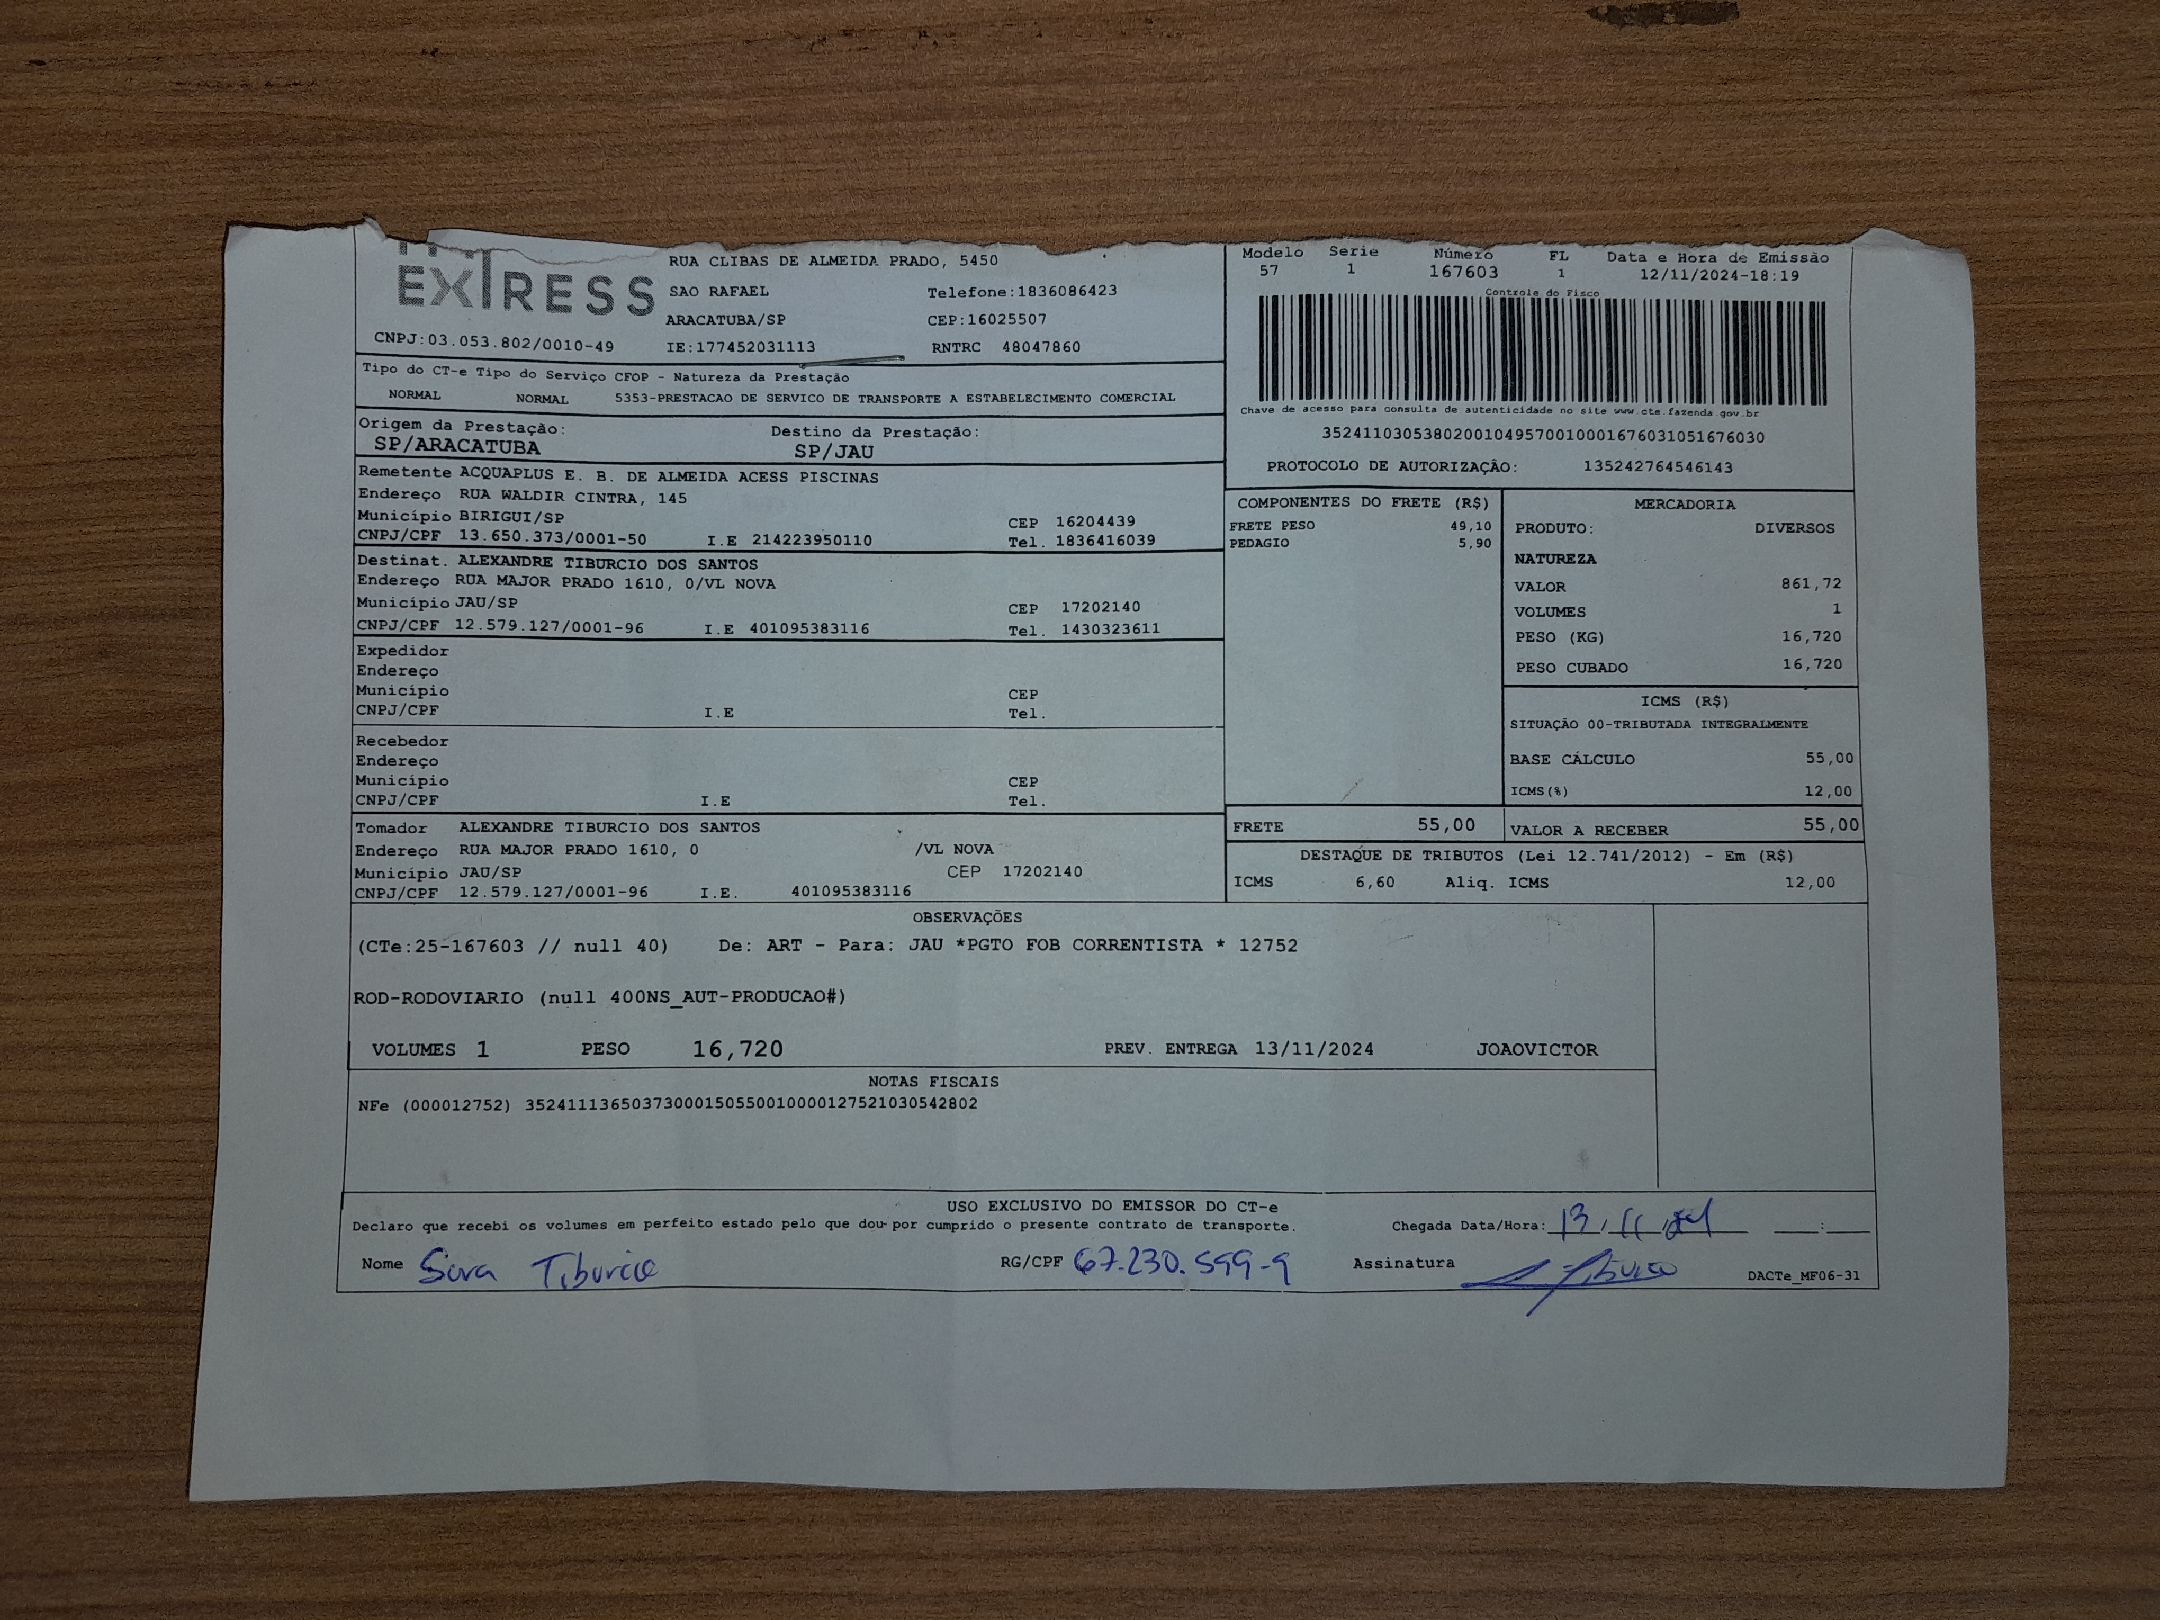 EXPRESS
RUA CLIBAS DE ALMEIDA PRADO, 5450
SAO RAFAEL Telefone:1836086423
ARACATUBA/SP CEP:16025507
CNPJ:03.053.802/0010-49 IE:177452031113 RNTRC 48047860
Modelo Serie Número FL Data e Hora de Emissão
57 1 167603 1 12/11/2024-18:19
Controle do Fisco
Chave de acesso para consulta de autenticidade no site www.cte.fazenda.gov.br
35241103053802001049570010001676031051676030
PROTOCOLO DE AUTORIZAÇÃO: 135242764546143
Tipo do CT-e Tipo do Serviço CFOP - Natureza da Prestação
NORMAL NORMAL 5353-PRESTACAO DE SERVICO DE TRANSPORTE A ESTABELECIMENTO COMERCIAL
Origem da Prestação: Destino da Prestação:
SP/ARACATUBA SP/JAU
Remetente ACQUAPLUS E. B. DE ALMEIDA ACESS PISCINAS
Endereço RUA WALDIR CINTRA, 145
Município BIRIGUI/SP CEP 16204439
CNPJ/CPF 13.650.373/0001-50 I.E 214223950110 Tel. 1836416039
Destinat. ALEXANDRE TIBURCIO DOS SANTOS
Endereço RUA MAJOR PRADO 1610, 0/VL NOVA
Município JAU/SP CEP 17202140
CNPJ/CPF 12.579.127/0001-96 I.E 401095383116 Tel. 1430323611
Expedidor
Endereço
Município CEP
CNPJ/CPF I.E Tel.
Recebedor
Endereço
Município CEP
CNPJ/CPF I.E Tel.
Tomador ALEXANDRE TIBURCIO DOS SANTOS
Endereço RUA MAJOR PRADO 1610, 0 /VL NOVA
Município JAU/SP CEP 17202140
CNPJ/CPF 12.579.127/0001-96 I.E. 401095383116
COMPONENTES DO FRETE (R$)
FRETE PESO 49,10
PEDAGIO 5,90
MERCADORIA
PRODUTO: DIVERSOS
NATUREZA
VALOR 861,72
VOLUMES 1
PESO (KG) 16,720
PESO CUBADO 16,720
ICMS (R$)
SITUAÇÃO 00-TRIBUTADA INTEGRALMENTE
BASE CÁLCULO 55,00
ICMS(%) 12,00
FRETE 55,00 VALOR A RECEBER 55,00
DESTAQUE DE TRIBUTOS (Lei 12.741/2012) - Em (R$)
ICMS 6,60 Aliq. ICMS 12,00
OBSERVAÇÕES
(CTe:25-167603 // null 40) De: ART - Para: JAU *PGTO FOB CORRENTISTA * 12752
ROD-RODOVIARIO (null 400NS_AUT-PRODUCAO#)
VOLUMES 1 PESO 16,720 PREV. ENTREGA 13/11/2024 JOAOVICTOR
NOTAS FISCAIS
NFe (000012752) 35241113650373000150550010000127521030542802
USO EXCLUSIVO DO EMISSOR DO CT-e
Declaro que recebi os volumes em perfeito estado pelo que dou por cumprido o presente contrato de transporte. Chegada Data/Hora: 13/11/24 __:__
Nome Sara Tiburcio RG/CPF 67.230.599-9 Assinatura Tiburcio
DACTe_MF06-31